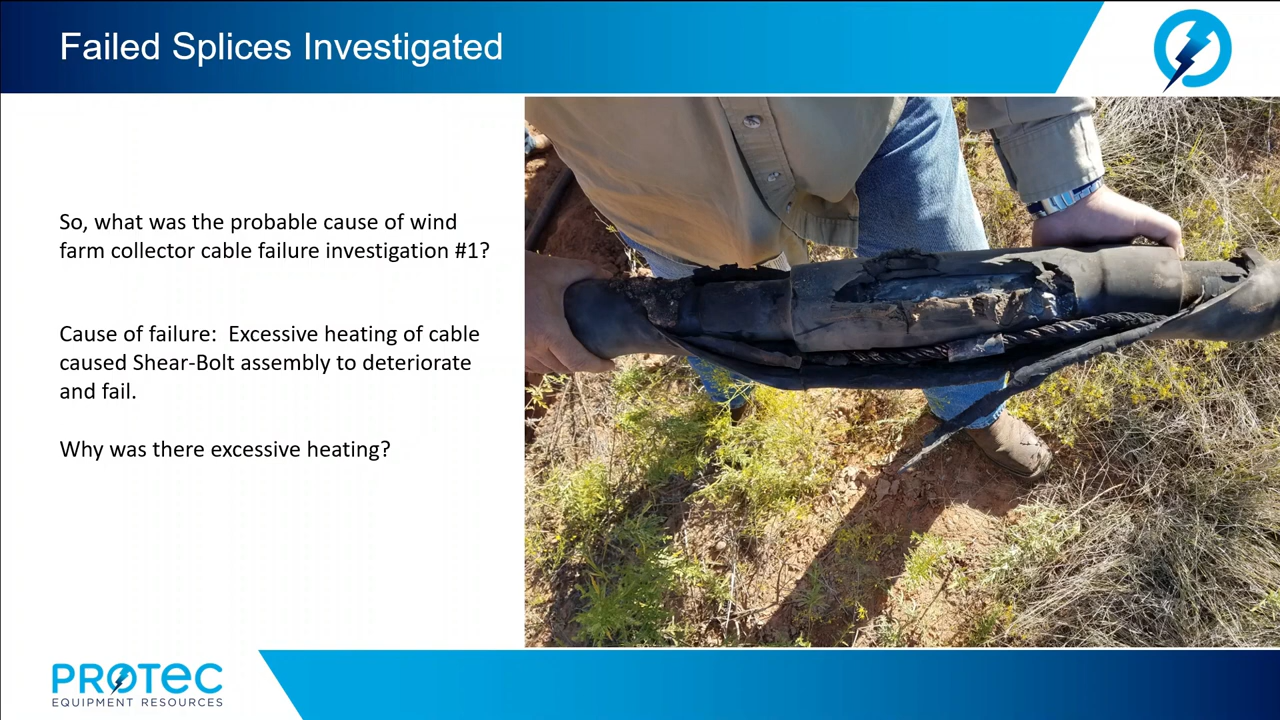 Failed Splices Investigated
So, what was the probable cause of wind
farm collector cable failure investigation #1?
Cause of failure:  Excessive heating of cable
caused Shear-Bolt assembly to deteriorate
and fail.
Why was there excessive heating?
PROTEC
EQUIPMENT RESOURCES